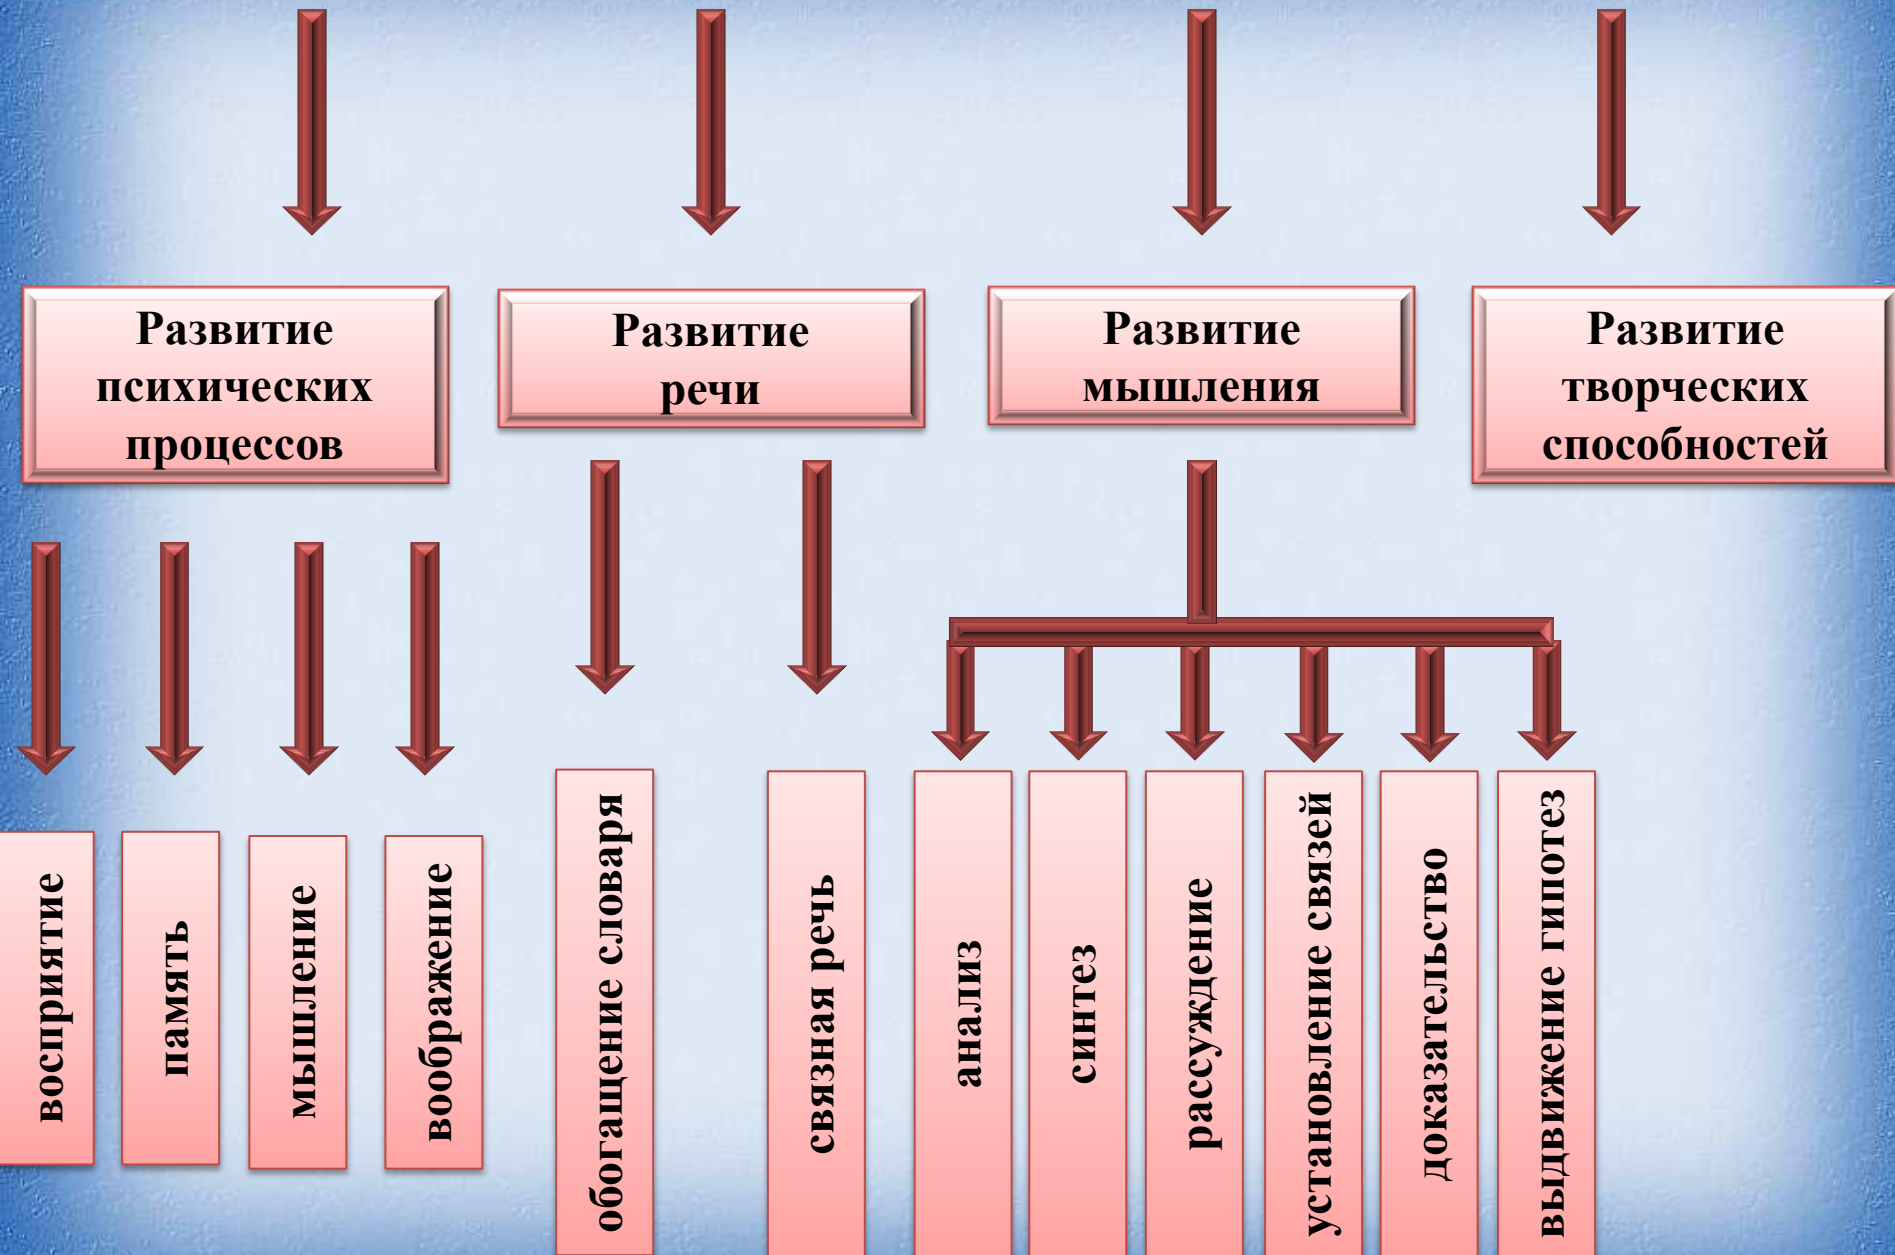 Развитие
психических
процессов
Развитие
речи
Развитие
мышления
Развитие
творческих
способностей
восприятие
память
мышление
воображение
обогащение словаря
связная речь
анализ
синтез
рассуждение
установление связей
доказательство
выдвижение гипотез